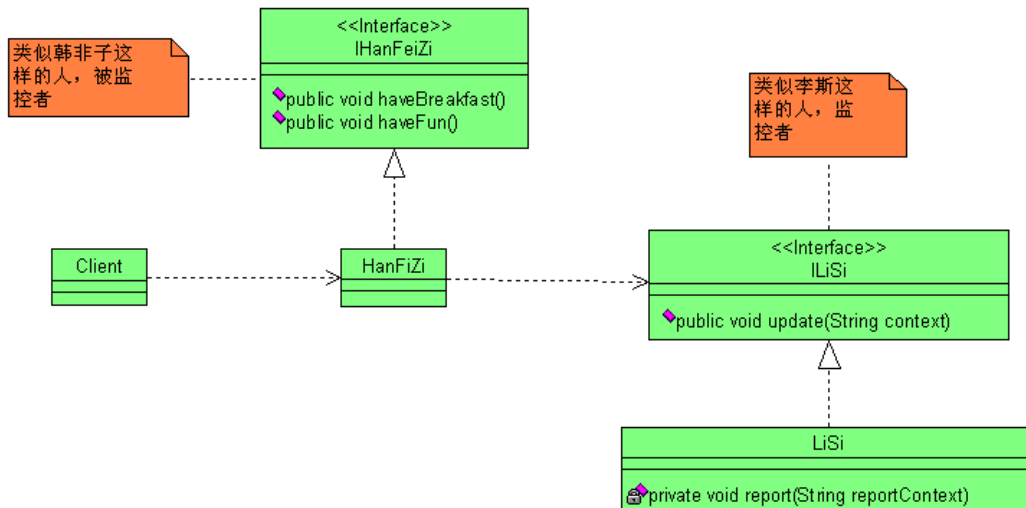 <<Interface>>
IHanFeiZi
public void haveBreakfast()
public void haveFun()
类似韩非子这
样的人，被监
控者
类似李斯这
样的人，监
控者
Client
HanFiZi
<<Interface>>
ILiSi
public void update(String context)
LiSi
private void report(String reportContext)